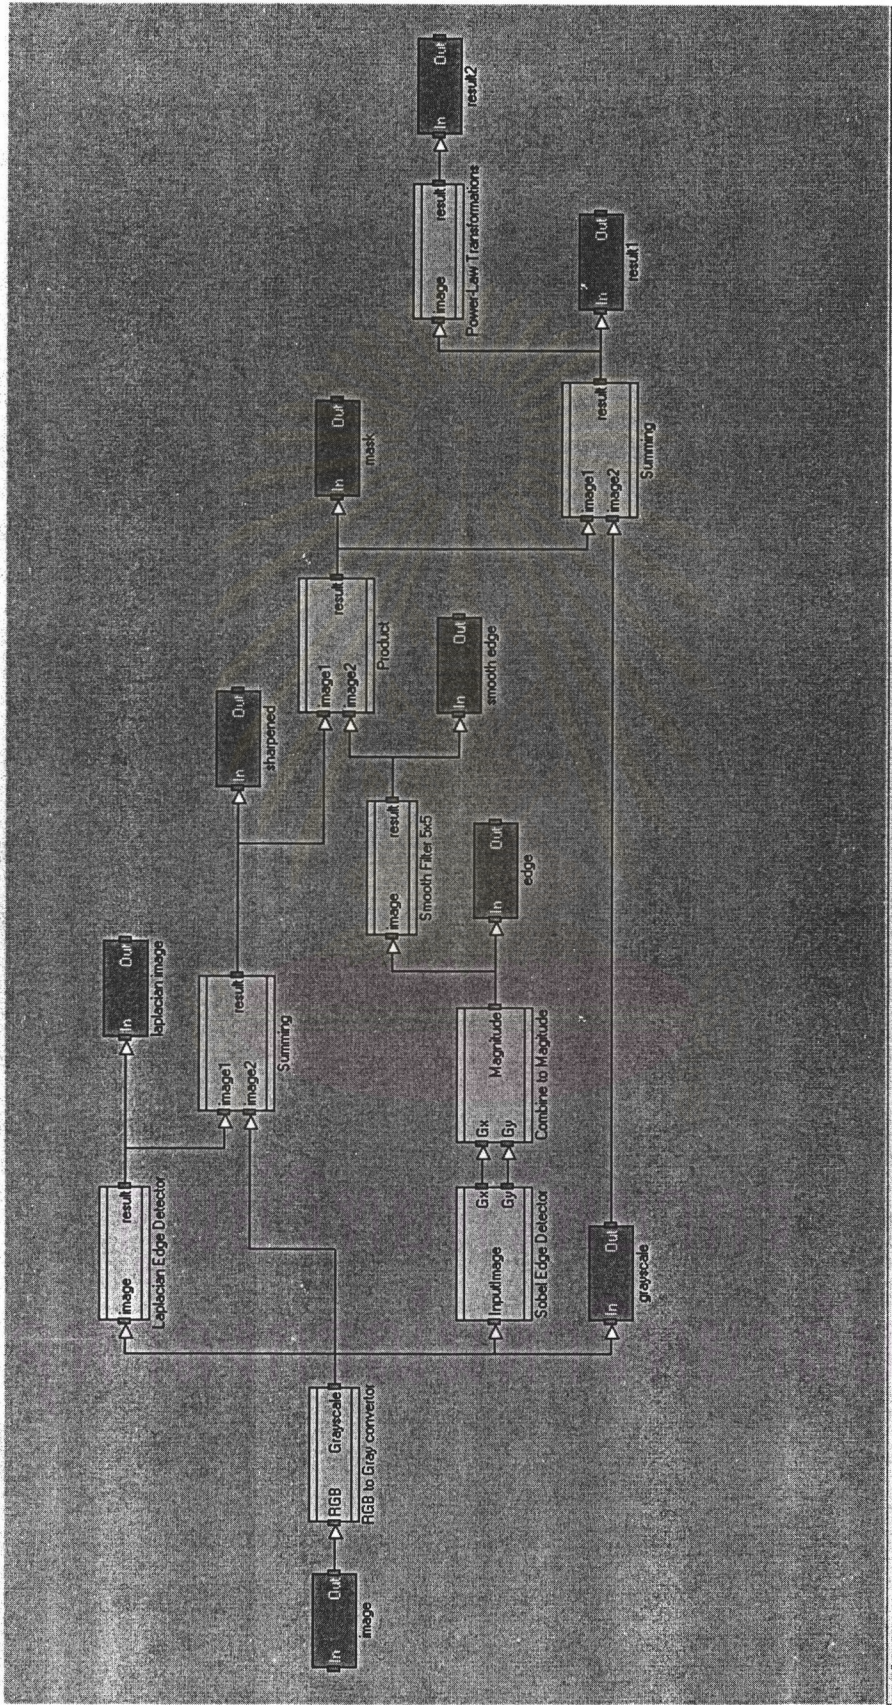 In Out
image
RGB Grayscale
RGB to Gray convertor
image result
Laplacian Edge Detector
In Out
laplacian image
image1 result
image2
Summing
In Out
sharpened
InputImage Gx
Gy
Sobel Edge Detector
Gx Magnitude
Gy
Combine to Magitude
In Out
grayscale
image result
Smooth Filter 5x5
In Out
edge
image1 result
image2
Product
In Out
smooth edge
In Out
mask
image1 result
image2
Summing
In Out
result1
image result
Power-Law Transformations
In Out
result2